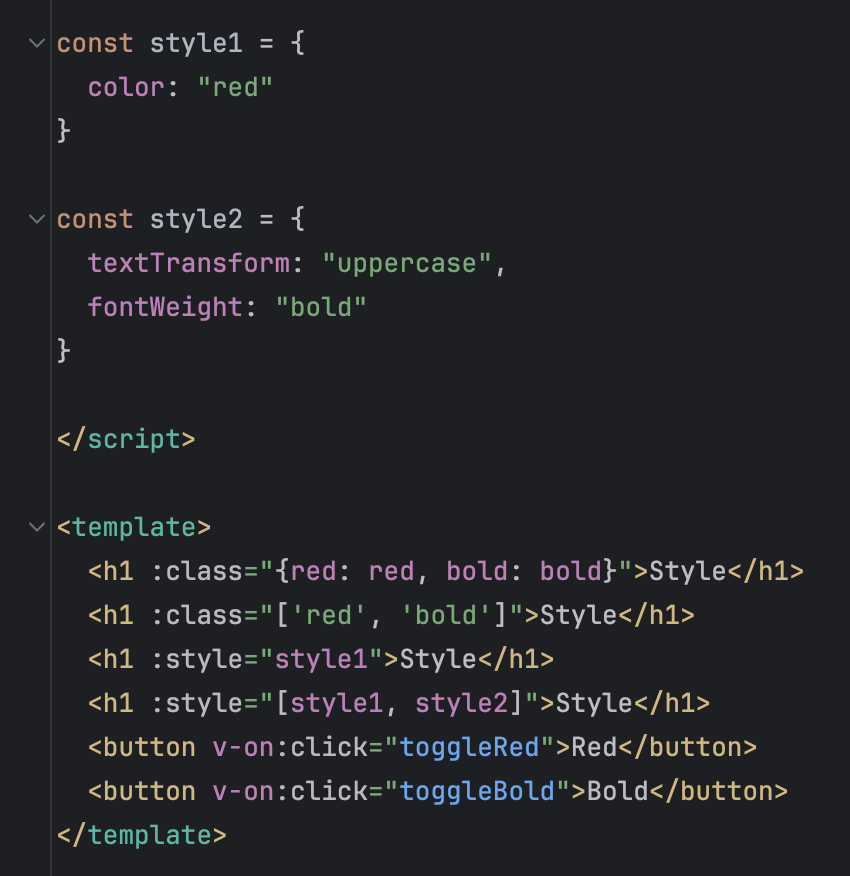 const style1 = {
  color: "red"
}

const style2 = {
  textTransform: "uppercase",
  fontWeight: "bold"
}

</script>

<template>
  <h1 :class="{red: red, bold: bold}">Style</h1>
  <h1 :class="['red', 'bold']">Style</h1>
  <h1 :style="style1">Style</h1>
  <h1 :style="[style1, style2]">Style</h1>
  <button v-on:click="toggleRed">Red</button>
  <button v-on:click="toggleBold">Bold</button>
</template>